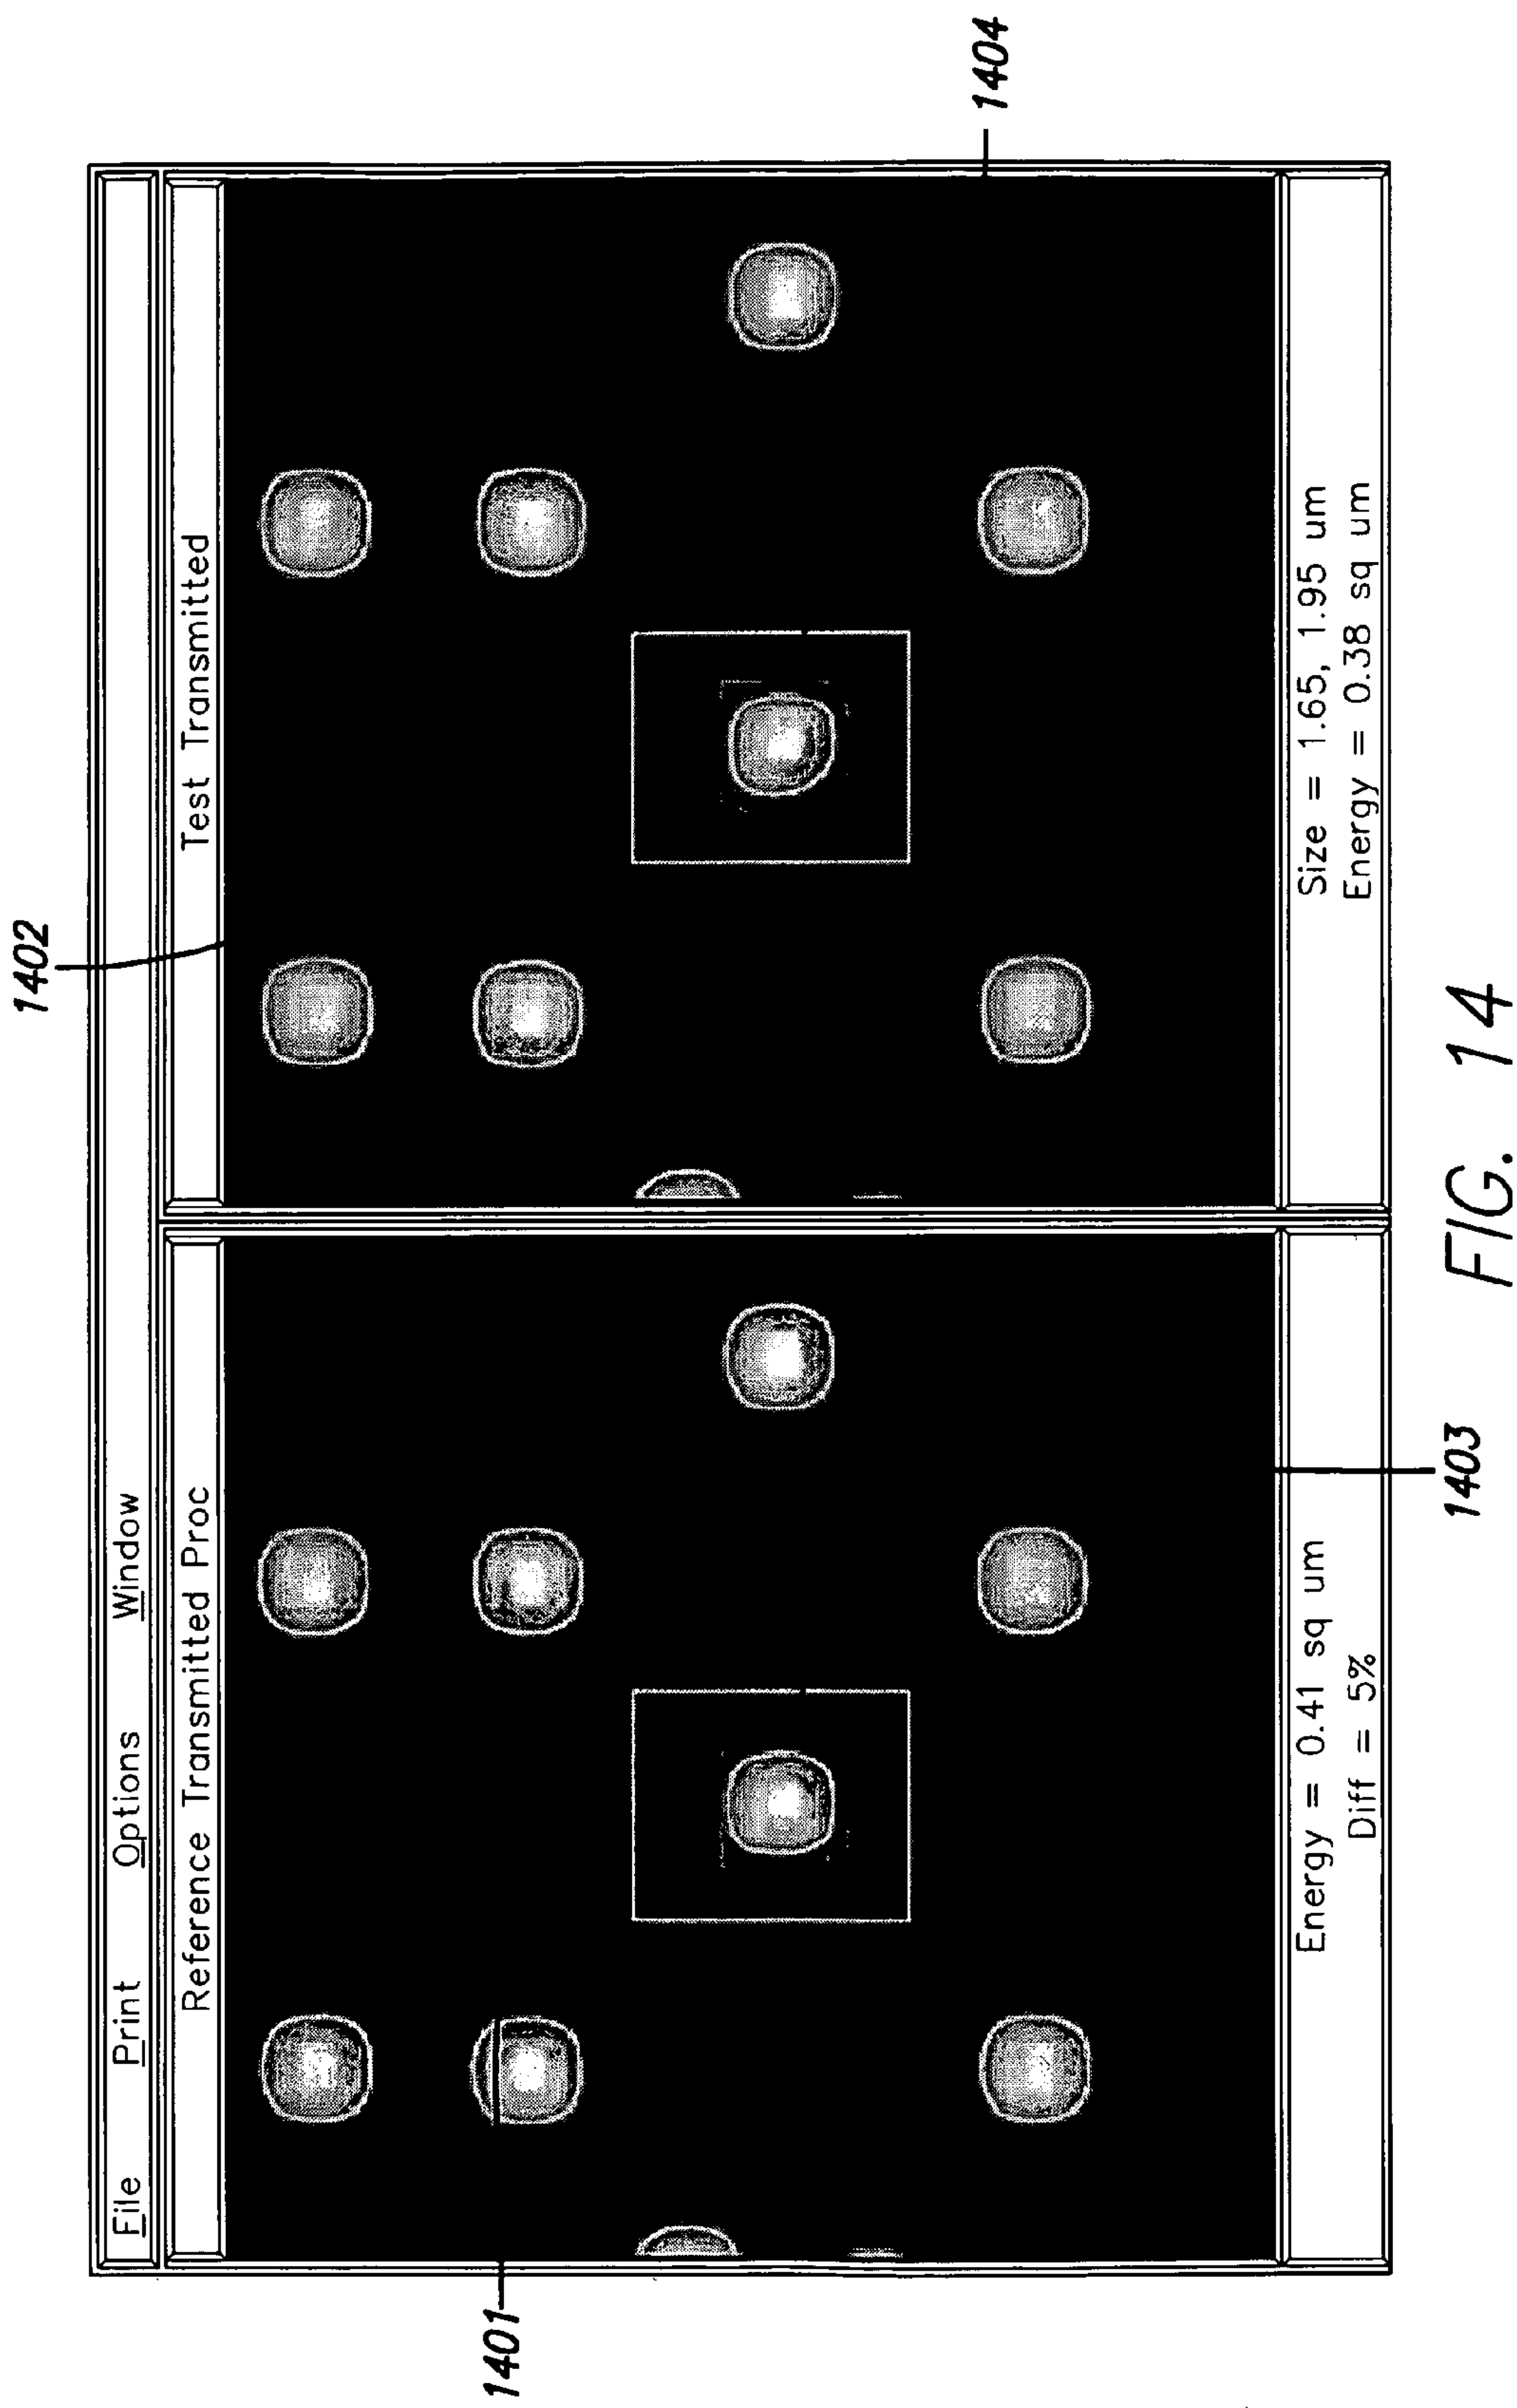 1402
File Print Options Window
Reference Transmitted Proc
Test Transmitted
1401
1404
Energy = 0.41 sq um
Diff = 5%
Size = 1.65, 1.95 um
Energy = 0.38 sq um
1403
FIG. 14